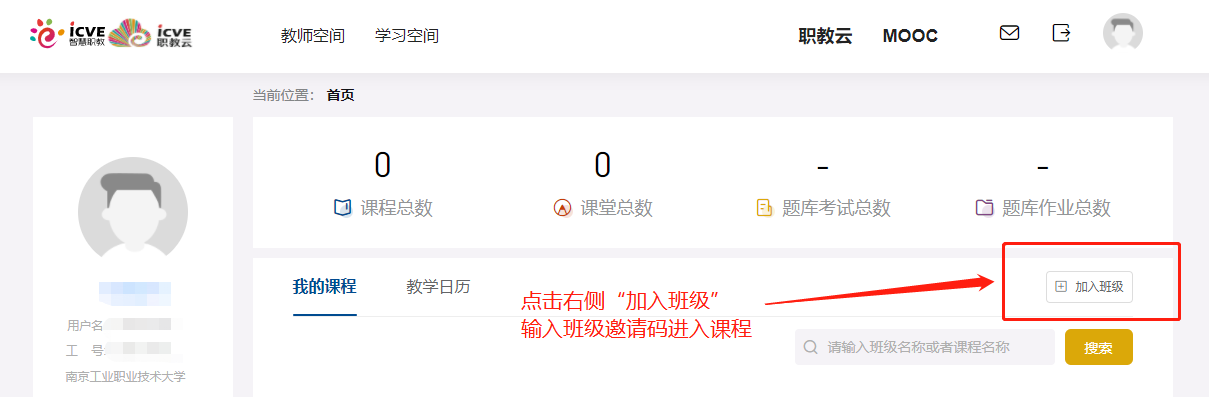 iCVE 智慧职教 iCVE 职教云 教师空间 学习空间 职教云 MOOC
当前位置： 首页
0 0 - -
课程总数 课堂总数 题库考试总数 题库作业总数
我的课程 教学日历 加入班级
点击右侧“加入班级”
输入班级邀请码进入课程
用户名
工 号:
南京工业职业技术大学
请输入班级名称或者课程名称 搜索